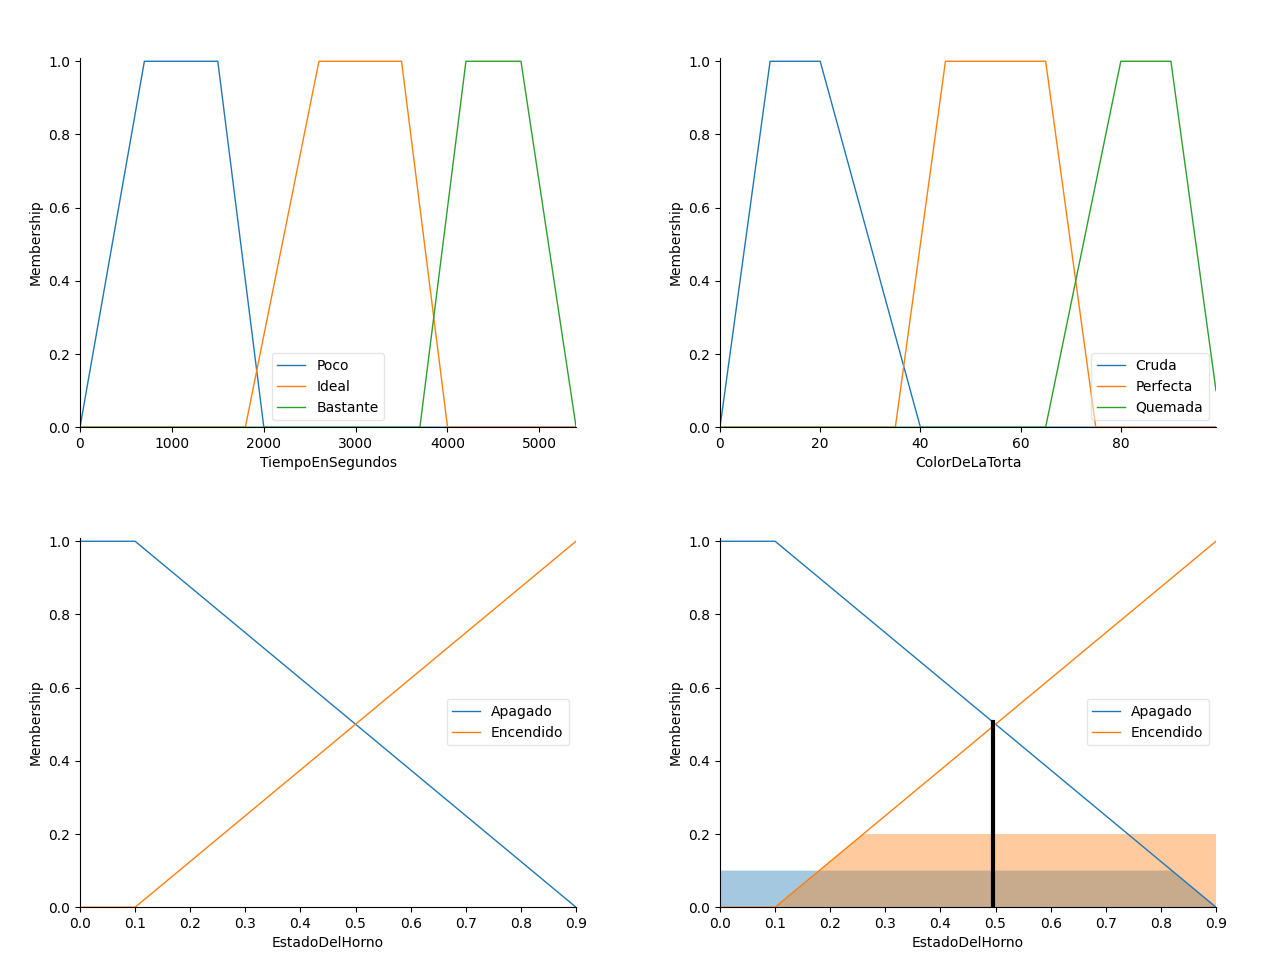 1.0
0.8
0.6
0.4
0.2
0.0
Membership
Poco
Ideal
Bastante
0 1000 2000 3000 4000 5000
TiempoEnSegundos
1.0
0.8
0.6
0.4
0.2
0.0
Membership
Cruda
Perfecta
Quemada
0 20 40 60 80
ColorDeLaTorta
1.0
0.8
0.6
0.4
0.2
0.0
Membership
Apagado
Encendido
0.0 0.1 0.2 0.3 0.4 0.5 0.6 0.7 0.8 0.9
EstadoDelHorno
1.0
0.8
0.6
0.4
0.2
0.0
Membership
Apagado
Encendido
0.0 0.1 0.2 0.3 0.4 0.5 0.6 0.7 0.8 0.9
EstadoDelHorno